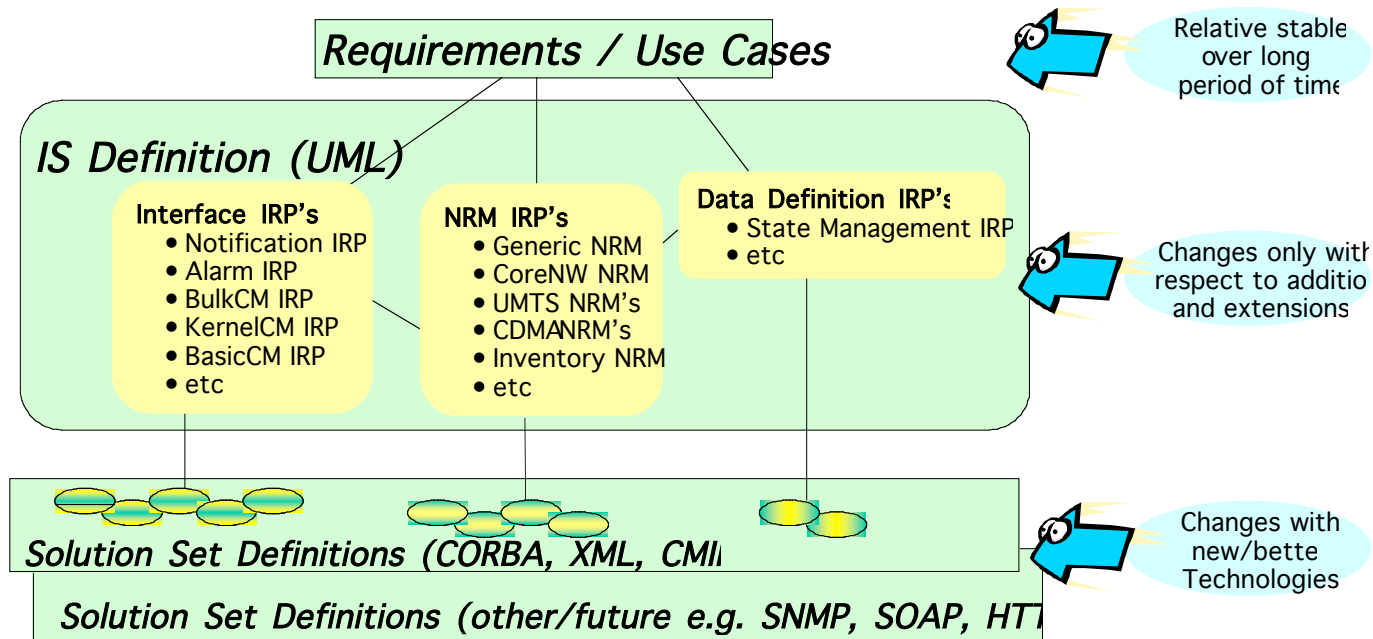 Requirements / Use Cases
Relative stable
over long
period of time
IS Definition (UML)
Interface IRP's
• Notification IRP
• Alarm IRP
• BulkCM IRP
• KernelCM IRP
• BasicCM IRP
• etc
NRM IRP's
• Generic NRM
• CoreNW NRM
• UMTS NRM's
• CDMANRM's
• Inventory NRM
• etc
Data Definition IRP's
• State Management IRP
• etc
Changes only with
respect to additio
and extensions
Solution Set Definitions (CORBA, XML, CMI
Changes with
new/bette
Technologies
Solution Set Definitions (other/future e.g. SNMP, SOAP, HTT